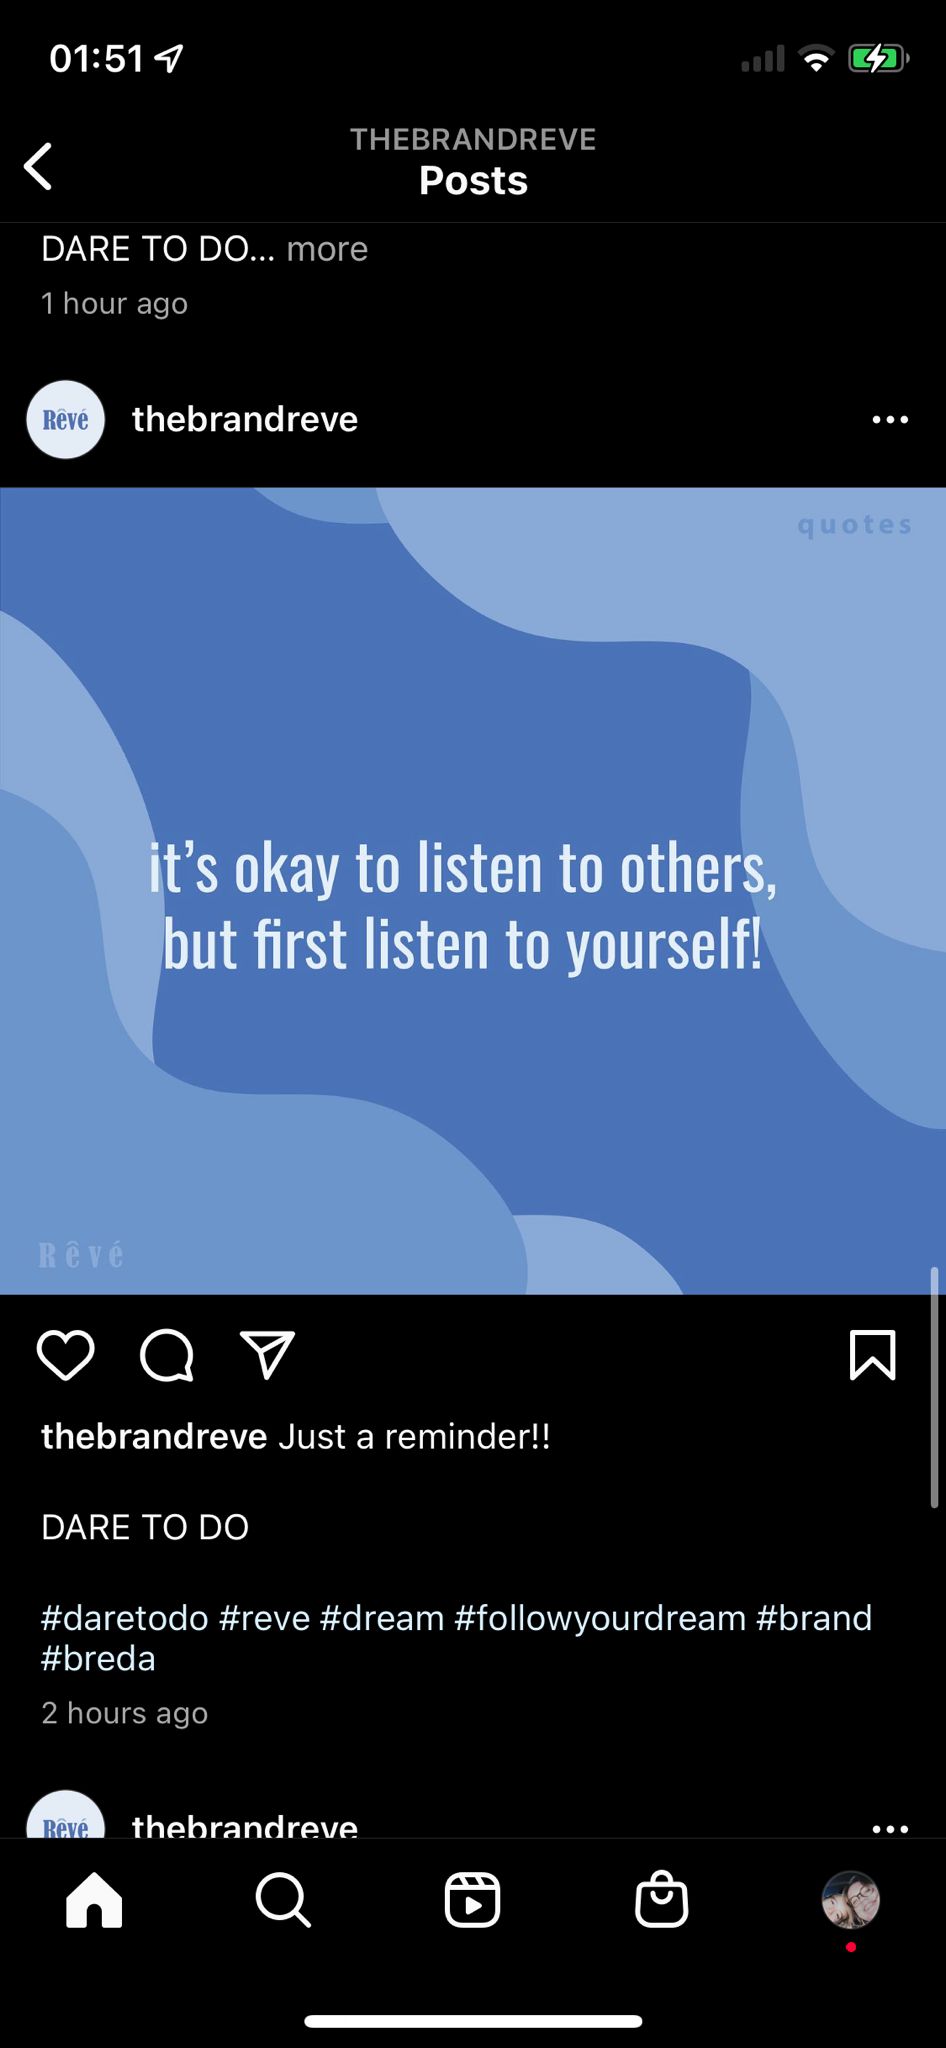 01:51
THEBRANDREVE
Posts
DARE TO DO... more
1 hour ago
Rêvé
thebrandreve
quotes
it’s okay to listen to others,
but first listen to yourself!
Rêvé
thebrandreve Just a reminder!!
DARE TO DO
#daretodo #reve #dream #followyourdream #brand
#breda
2 hours ago
Rêvé
thebrandreve